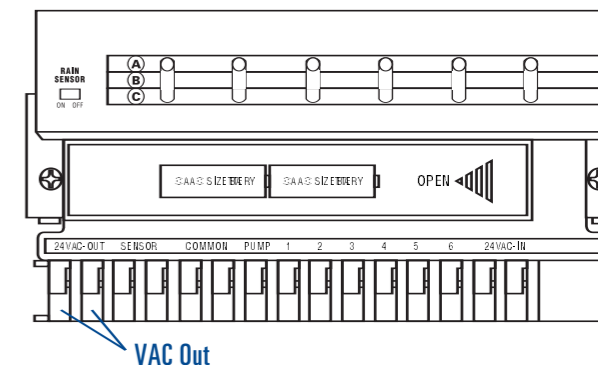 A
RAIN
SENSOR
B
C
ON OFF
OPEN
24VAC-OUT SENSOR COMMON PUMP 1 2 3 4 5 6 24VAC-IN
VAC Out